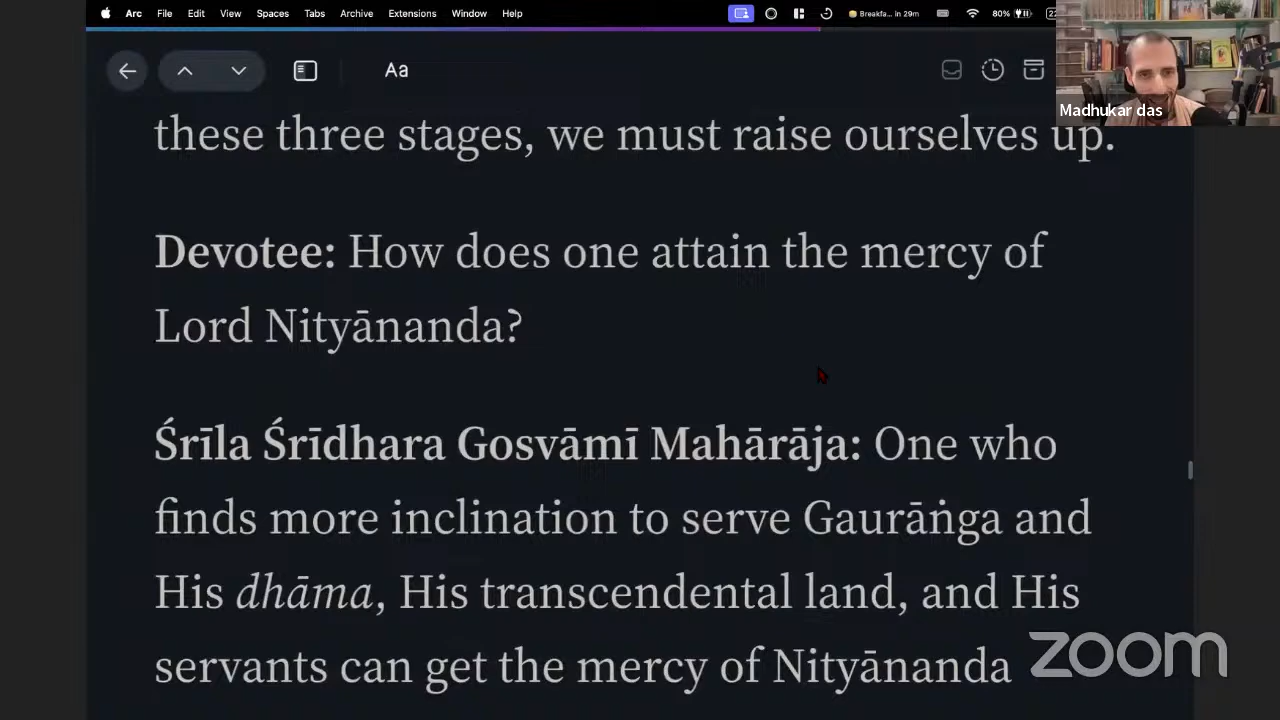 Arc File Edit View Spaces Tabs Archive Extensions Window Help
Breakfa... in 29m 80%
Aa
Madhukar das
these three stages, we must raise ourselves up.
Devotee: How does one attain the mercy of
Lord Nityānanda?
Śrīla Śrīdhara Gosvāmī Mahārāja: One who
finds more inclination to serve Gaurāṅga and
His dhāma, His transcendental land, and His
servants can get the mercy of Nityānanda
zoom